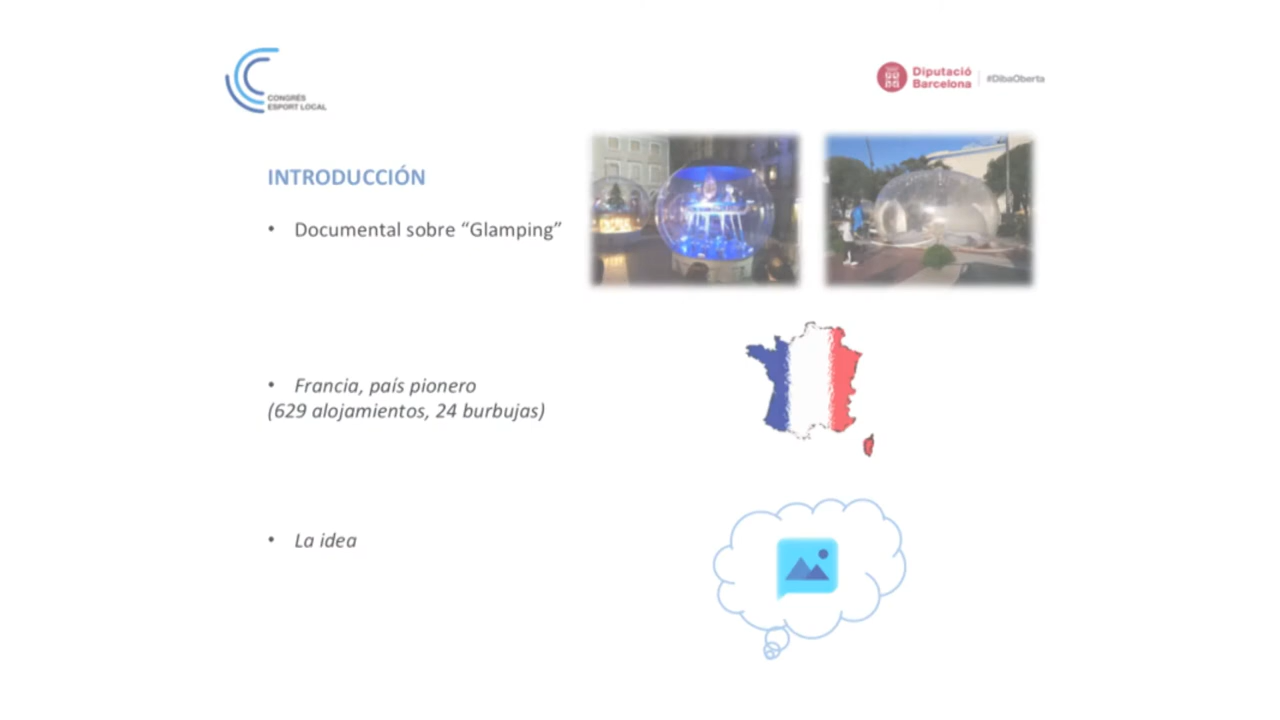 CONGRÉS
ESPORT LOCAL
Diputació
Barcelona
#DibaOberta
INTRODUCCIÓN
• Documental sobre “Glamping”
• Francia, país pionero
(629 alojamientos, 24 burbujas)
• La idea